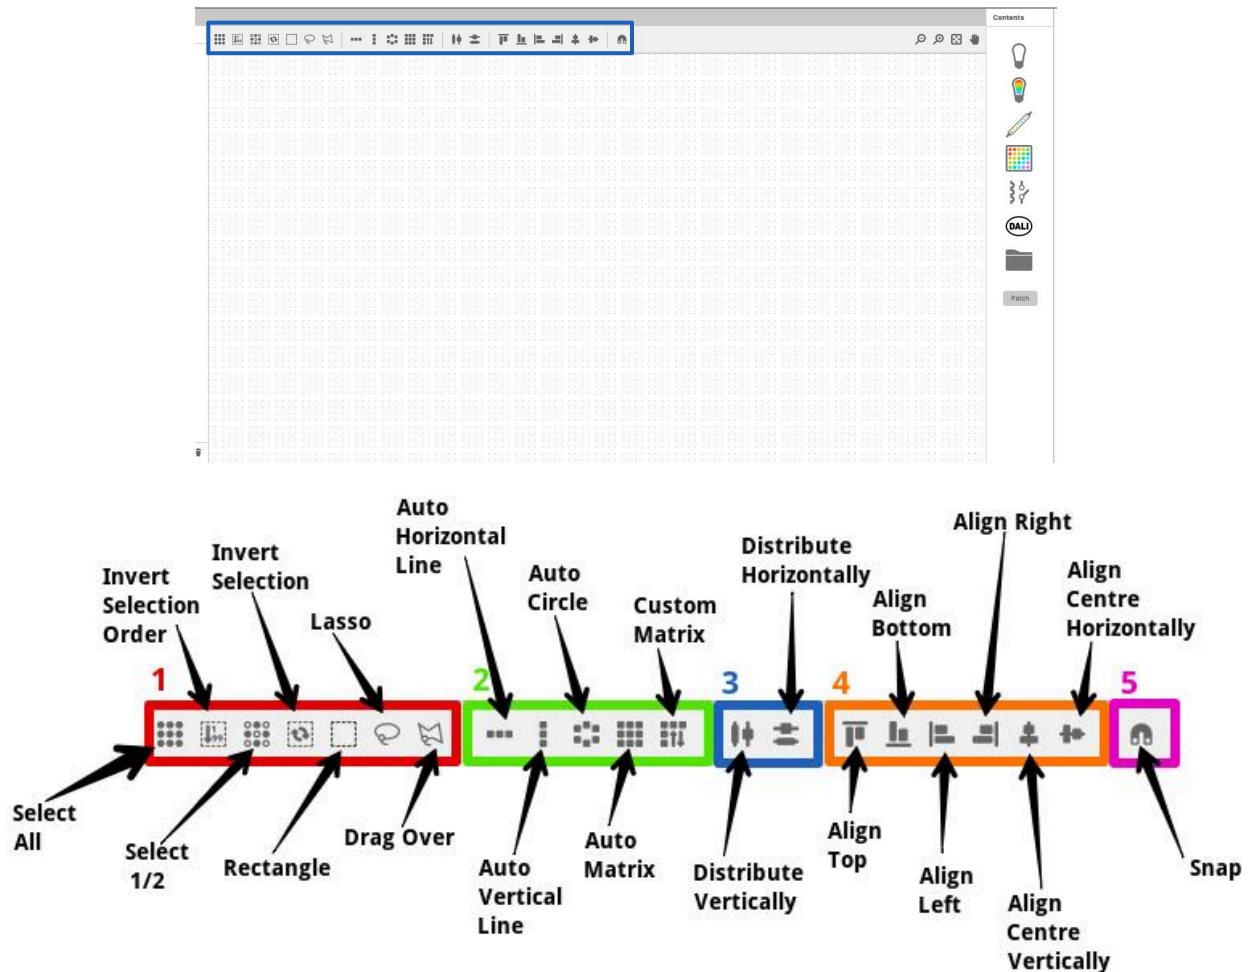 Contents
DALI
Patch
Auto
Horizontal
Line
Invert
Selection
Invert
Selection
Order
Lasso
Auto
Circle
Custom
Matrix
Distribute
Horizontally
Align
Bottom
Align Right
Align
Centre
Horizontally
1
2
3
4
5
1
99
Select
All
Select
1/2
Rectangle
Drag Over
Auto
Vertical
Line
Auto
Matrix
Distribute
Vertically
Align
Top
Align
Left
Align
Centre
Vertically
Snap